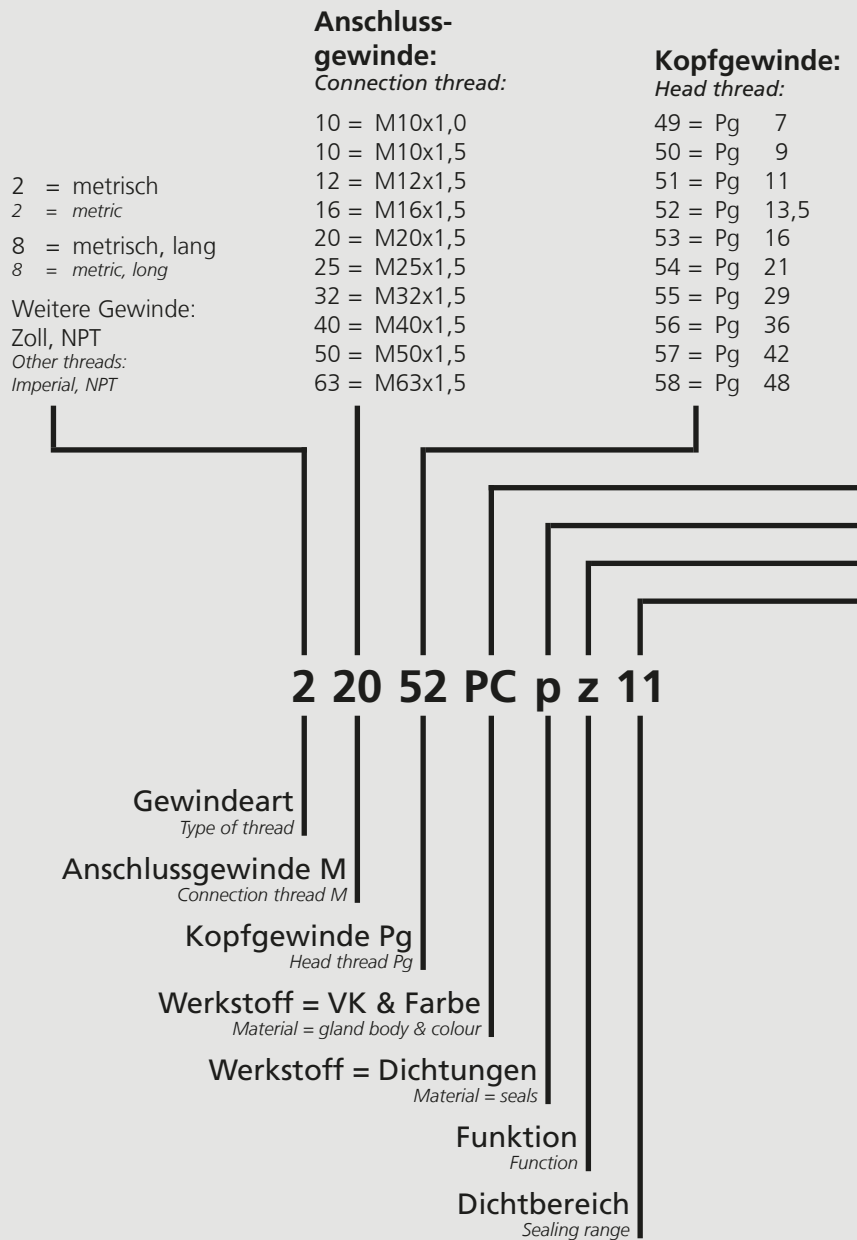 Anschluss-
gewinde:
Connection thread:
10 = M10x1,0
10 = M10x1,5
12 = M12x1,5
16 = M16x1,5
20 = M20x1,5
25 = M25x1,5
32 = M32x1,5
40 = M40x1,5
50 = M50x1,5
63 = M63x1,5
Kopfgewinde:
Head thread:
49 = Pg 7
50 = Pg 9
51 = Pg 11
52 = Pg 13,5
53 = Pg 16
54 = Pg 21
55 = Pg 29
56 = Pg 36
57 = Pg 42
58 = Pg 48
2 = metrisch
2 = metric
8 = metrisch, lang
8 = metric, long
Weitere Gewinde:
Zoll, NPT
Other threads:
Imperial, NPT
2 20 52 PC p z 11
Gewindeart
Type of thread
Anschlussgewinde M
Connection thread M
Kopfgewinde Pg
Head thread Pg
Werkstoff = VK & Farbe
Material = gland body & colour
Werkstoff = Dichtungen
Material = seals
Funktion
Function
Dichtbereich
Sealing range